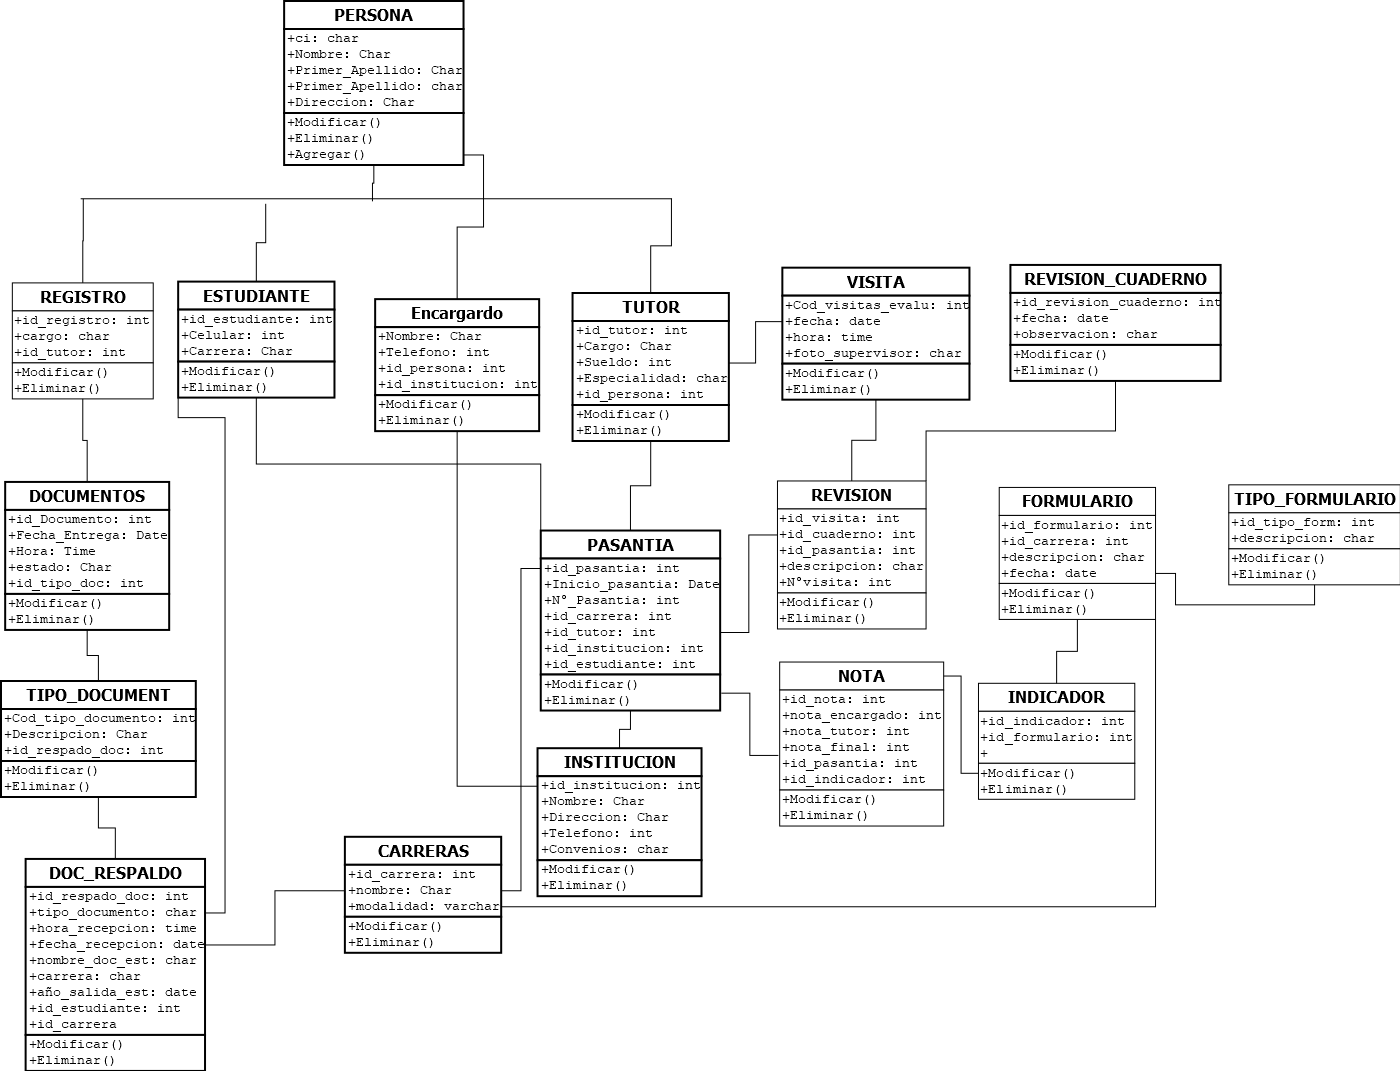 PERSONA
+ci: char
+Nombre: Char
+Primer_Apellido: Char
+Primer_Apellido: char
+Direccion: Char
+Modificar()
+Eliminar()
+Agregar()
REGISTRO
+id_registro: int
+cargo: char
+id_tutor: int
+Modificar()
+Eliminar()
ESTUDIANTE
+id_estudiante: int
+Celular: int
+Carrera: Char
+Modificar()
+Eliminar()
Encargardo
+Nombre: Char
+Telefono: int
+id_persona: int
+id_institucion: int
+Modificar()
+Eliminar()
TUTOR
+id_tutor: int
+Cargo: Char
+Sueldo: int
+Especialidad: char
+id_persona: int
+Modificar()
+Eliminar()
VISITA
+Cod_visitas_evalu: int
+fecha: date
+hora: time
+foto_supervisor: char
+Modificar()
+Eliminar()
REVISION_CUADERNO
+id_revision_cuaderno: int
+fecha: date
+observacion: char
+Modificar()
+Eliminar()
DOCUMENTOS
+id_Documento: int
+Fecha_Entrega: Date
+Hora: Time
+estado: Char
+id_tipo_doc: int
+Modificar()
+Eliminar()
PASANTIA
+id_pasantia: int
+Inicio_pasantia: Date
+N°_Pasantia: int
+id_carrera: int
+id_tutor: int
+id_institucion: int
+id_estudiante: int
+Modificar()
+Eliminar()
REVISION
+id_visita: int
+id_cuaderno: int
+id_pasantia: int
+descripcion: char
+N°visita: int
+Modificar()
+Eliminar()
FORMULARIO
+id_formulario: int
+id_carrera: int
+descripcion: char
+fecha: date
+Modificar()
+Eliminar()
TIPO_FORMULARIO
+id_tipo_form: int
+descripcion: char
+Modificar()
+Eliminar()
TIPO_DOCUMENT
+Cod_tipo_documento: int
+Descripcion: Char
+id_respado_doc: int
+Modificar()
+Eliminar()
NOTA
+id_nota: int
+nota_encargado: int
+nota_tutor: int
+nota_final: int
+id_pasantia: int
+id_indicador: int
+Modificar()
+Eliminar()
INDICADOR
+id_indicador: int
+id_formulario: int
+
+Modificar()
+Eliminar()
INSTITUCION
+id_institucion: int
+Nombre: Char
+Direccion: Char
+Telefono: int
+Convenios: char
+Modificar()
+Eliminar()
CARRERAS
+id_carrera: int
+nombre: Char
+modalidad: varchar
+Modificar()
+Eliminar()
DOC_RESPALDO
+id_respado_doc: int
+tipo_documento: char
+hora_recepcion: time
+fecha_recepcion: date
+nombre_doc_est: char
+carrera: char
+año_salida_est: date
+id_estudiante: int
+id_carrera
+Modificar()
+Eliminar()